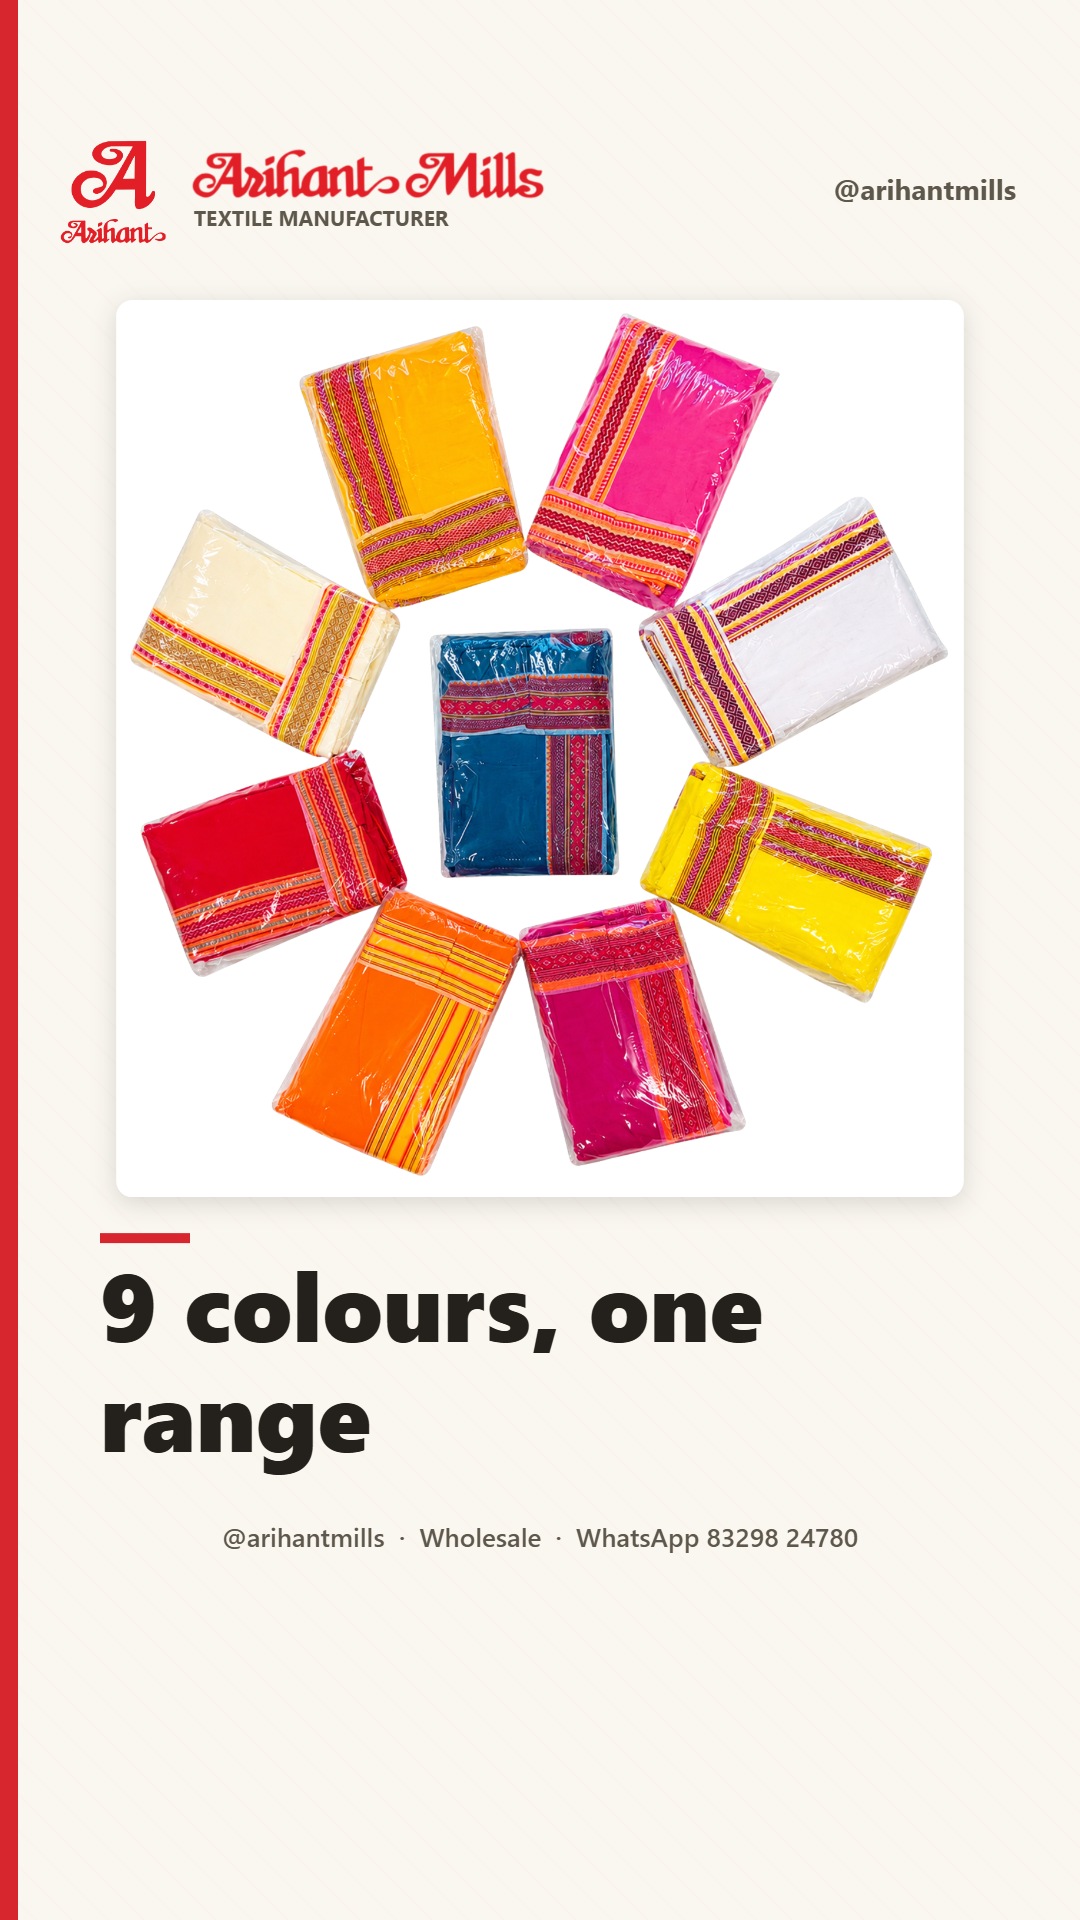 A
Arihant
Arihant Mills
TEXTILE MANUFACTURER
@arihantmills
9 colours, one
range
@arihantmills · Wholesale · WhatsApp 83298 24780